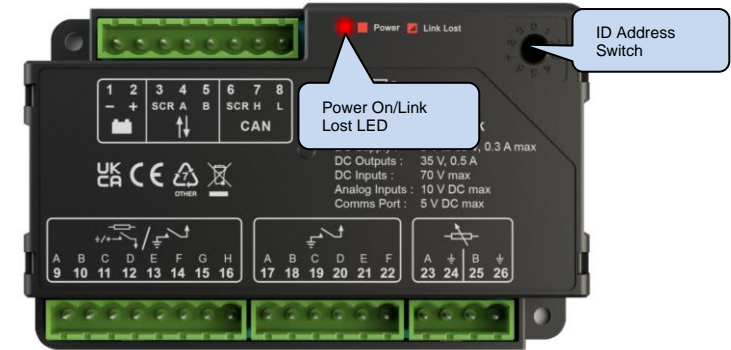 Power Link Lost
ID Address
Switch
Power On/Link
Lost LED
1 2 3 4 5 6 7 8
− + SCR A B SCR H L
CAN
0.3 A max
DC Outputs : 35 V, 0.5 A
DC Inputs : 70 V max
Analog Inputs : 10 V DC max
Comms Port : 5 V DC max
UK
CA CE
OTHER
+/+
A B C D E F G H
9 10 11 12 13 14 15 16
A B C D E F
17 18 19 20 21 22
A B
23 24 25 26